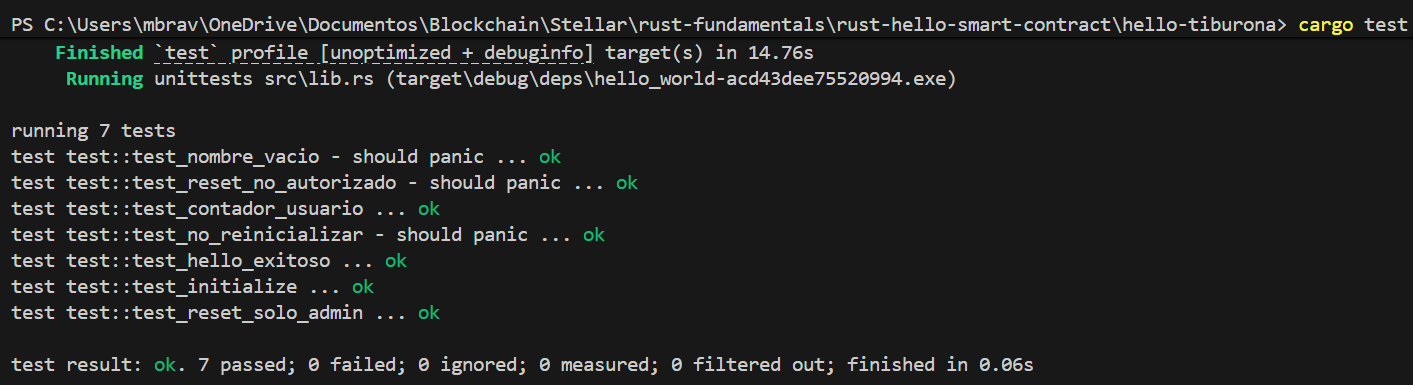 PS C:\Users\mbrav\OneDrive\Documentos\Blockchain\Stellar\rust-fundamentals\rust-hello-smart-contract\hello-tiburona> cargo test
    Finished `test` profile [unoptimized + debuginfo] target(s) in 14.76s
     Running unittests src\lib.rs (target\debug\deps\hello_world-acd43dee75520994.exe)

running 7 tests
test test::test_nombre_vacio - should panic ... ok
test test::test_reset_no_autorizado - should panic ... ok
test test::test_contador_usuario ... ok
test test::test_no_reinicializar - should panic ... ok
test test::test_hello_exitoso ... ok
test test::test_initialize ... ok
test test::test_reset_solo_admin ... ok

test result: ok. 7 passed; 0 failed; 0 ignored; 0 measured; 0 filtered out; finished in 0.06s